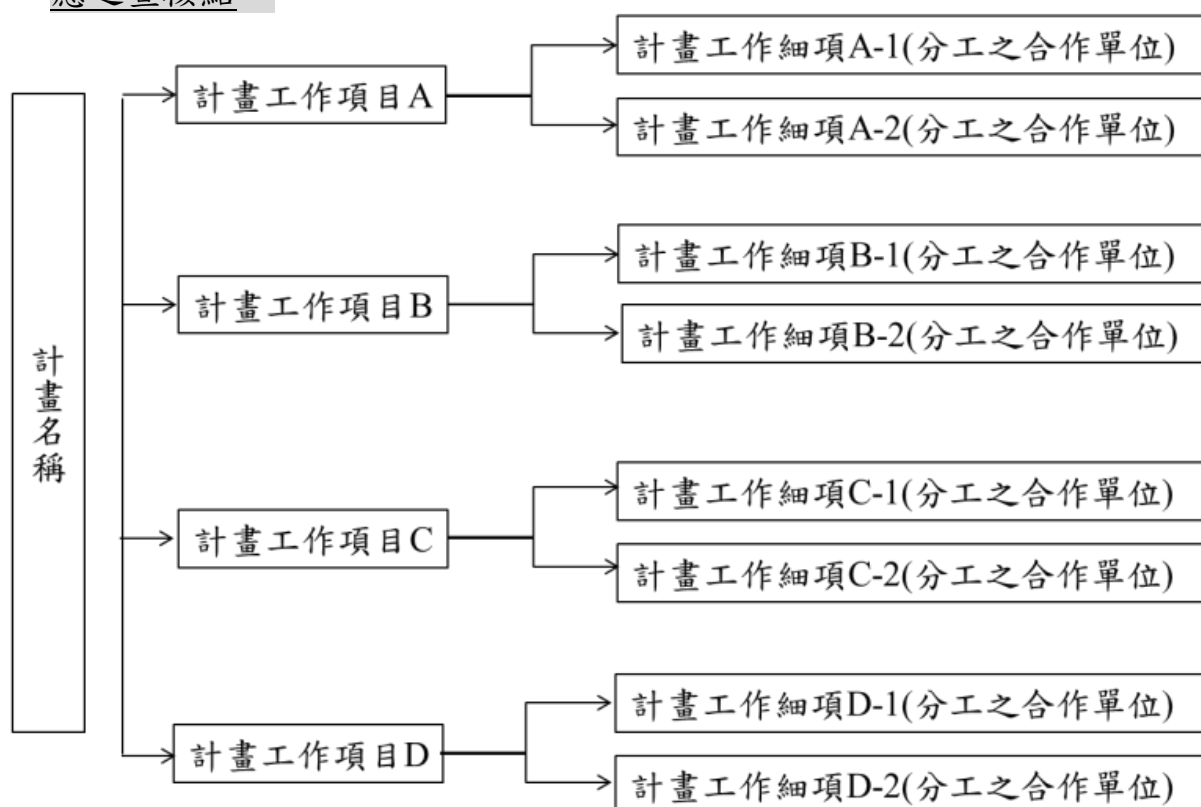 應之查核點
計畫名稱
計畫工作項目A
計畫工作細項A-1(分工之合作單位)
計畫工作細項A-2(分工之合作單位)
計畫工作項目B
計畫工作細項B-1(分工之合作單位)
計畫工作細項B-2(分工之合作單位)
計畫工作項目C
計畫工作細項C-1(分工之合作單位)
計畫工作細項C-2(分工之合作單位)
計畫工作項目D
計畫工作細項D-1(分工之合作單位)
計畫工作細項D-2(分工之合作單位)